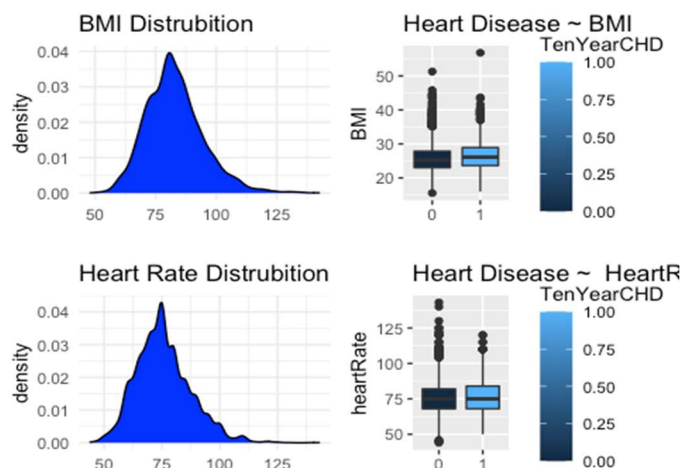 BMI Distrubition
Heart Disease ~ BMI
TenYearCHD
0.04
0.03
0.02
0.01
0.00
density
50 75 100 125
50
40
30
20
BMI
0 1
1.00
0.75
0.50
0.25
0.00
Heart Rate Distrubition
Heart Disease ~ HeartR
TenYearCHD
0.04
0.03
0.02
0.01
0.00
density
50 75 100 125
125
100
75
50
heartRate
0 1
1.00
0.75
0.50
0.25
0.00